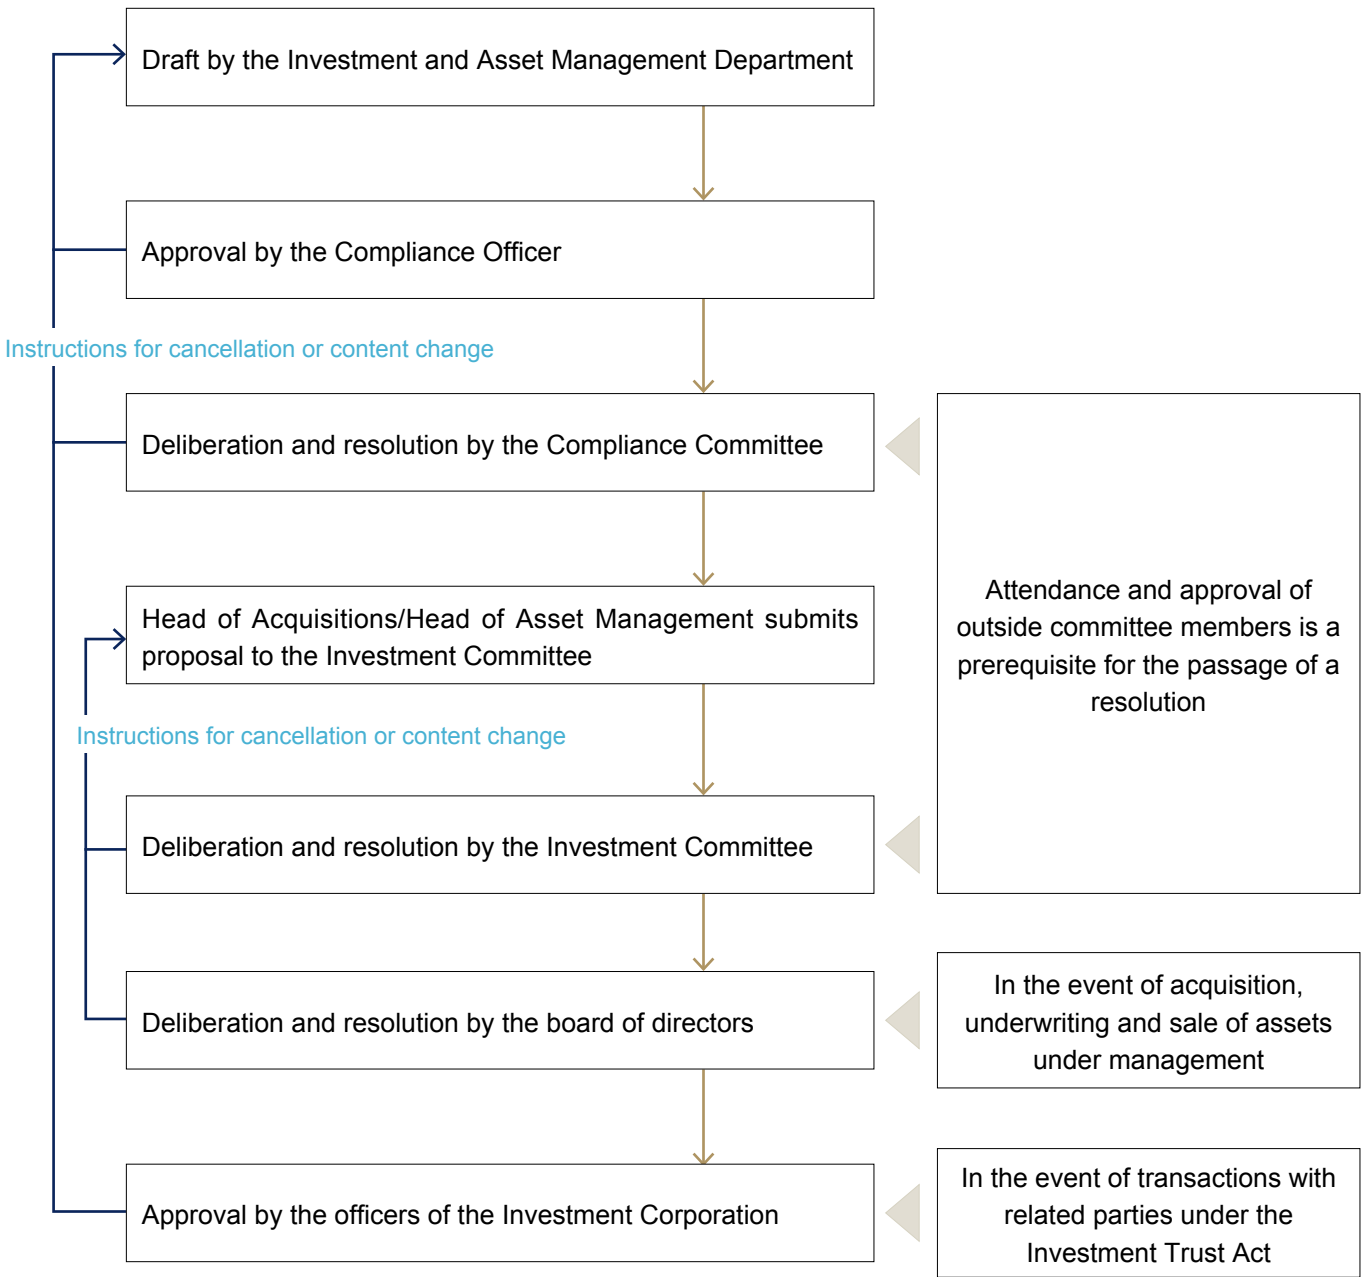 Draft by the Investment and Asset Management Department
Approval by the Compliance Officer
Instructions for cancellation or content change
Deliberation and resolution by the Compliance Committee
Attendance and approval of
outside committee members is a
prerequisite for the passage of a
resolution
Head of Acquisitions/Head of Asset Management submits
proposal to the Investment Committee
Instructions for cancellation or content change
Deliberation and resolution by the Investment Committee
Deliberation and resolution by the board of directors
In the event of acquisition,
underwriting and sale of assets
under management
Approval by the officers of the Investment Corporation
In the event of transactions with
related parties under the
Investment Trust Act